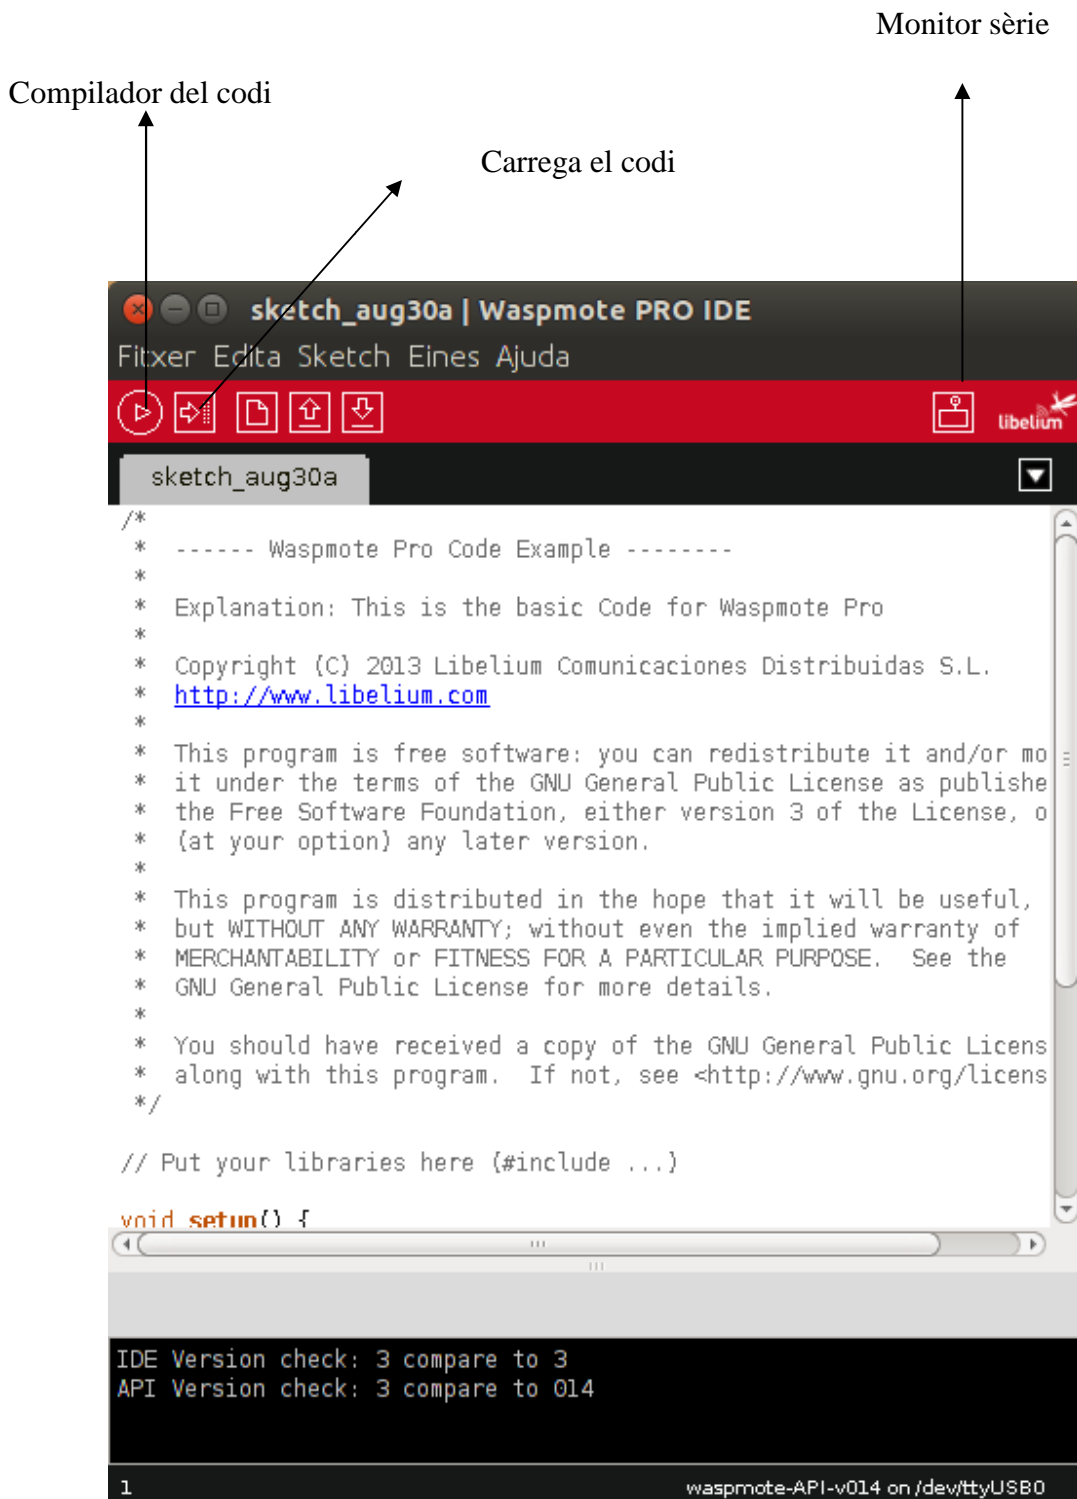 Monitor sèrie
Compilador del codi
Carrega el codi
sketch_aug30a | Waspmote PRO IDE
Fitxer Edita Sketch Eines Ajuda
libelium
sketch_aug30a
/*
 *  ------ Waspmote Pro Code Example --------
 *
 *  Explanation: This is the basic Code for Waspmote Pro
 *
 *  Copyright (C) 2013 Libelium Comunicaciones Distribuidas S.L.
 *  http://www.libelium.com
 *
 *  This program is free software: you can redistribute it and/or mo
 *  it under the terms of the GNU General Public License as publishe
 *  the Free Software Foundation, either version 3 of the License, o
 *  (at your option) any later version.
 *
 *  This program is distributed in the hope that it will be useful,
 *  but WITHOUT ANY WARRANTY; without even the implied warranty of
 *  MERCHANTABILITY or FITNESS FOR A PARTICULAR PURPOSE.  See the
 *  GNU General Public License for more details.
 *
 *  You should have received a copy of the GNU General Public Licens
 *  along with this program.  If not, see <http://www.gnu.org/licens
 */
// Put your libraries here (#include ...)
void setup() {
IDE Version check: 3 compare to 3
API Version check: 3 compare to 014
1 waspmote-API-v014 on /dev/ttyUSB0